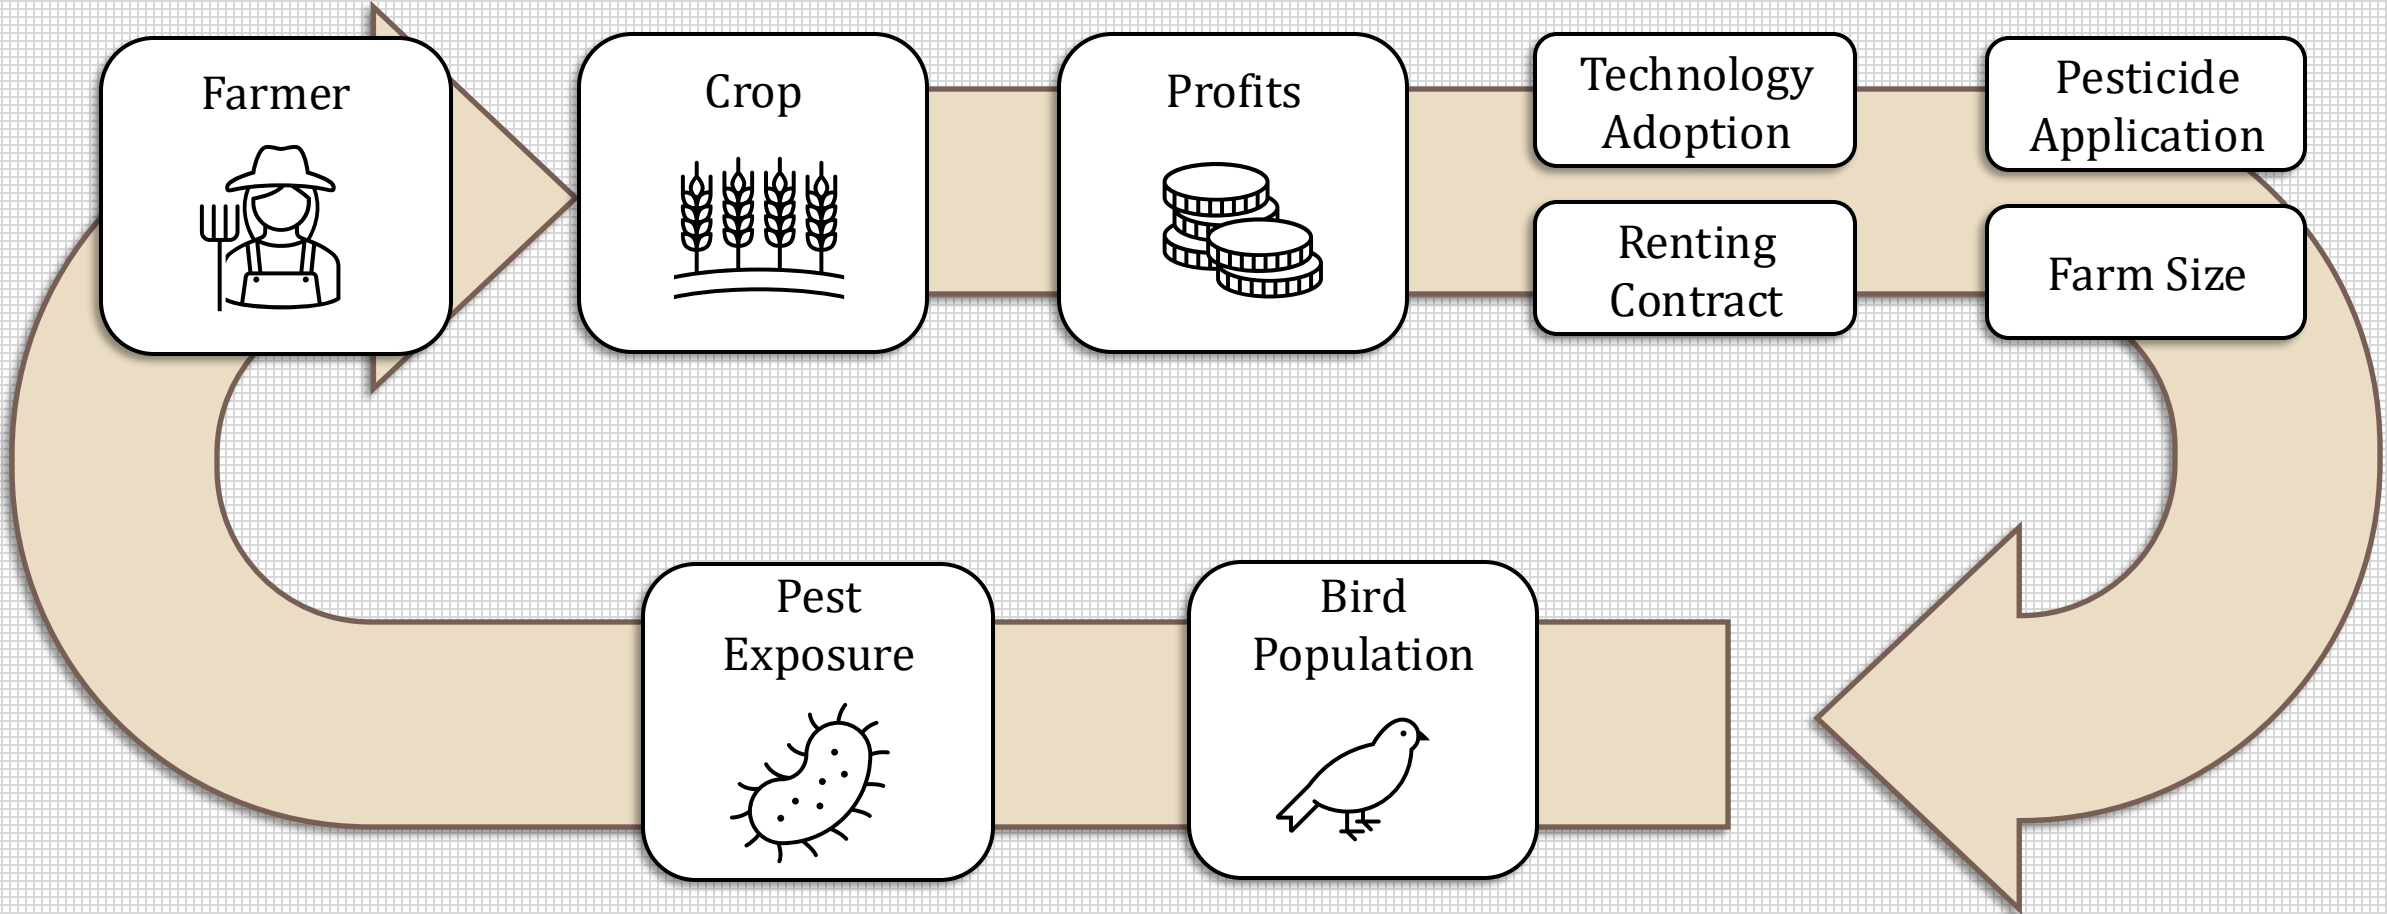 Farmer
Crop
Profits
Technology
Adoption
Pesticide
Application
Renting
Contract
Farm Size
Pest
Exposure
Bird
Population